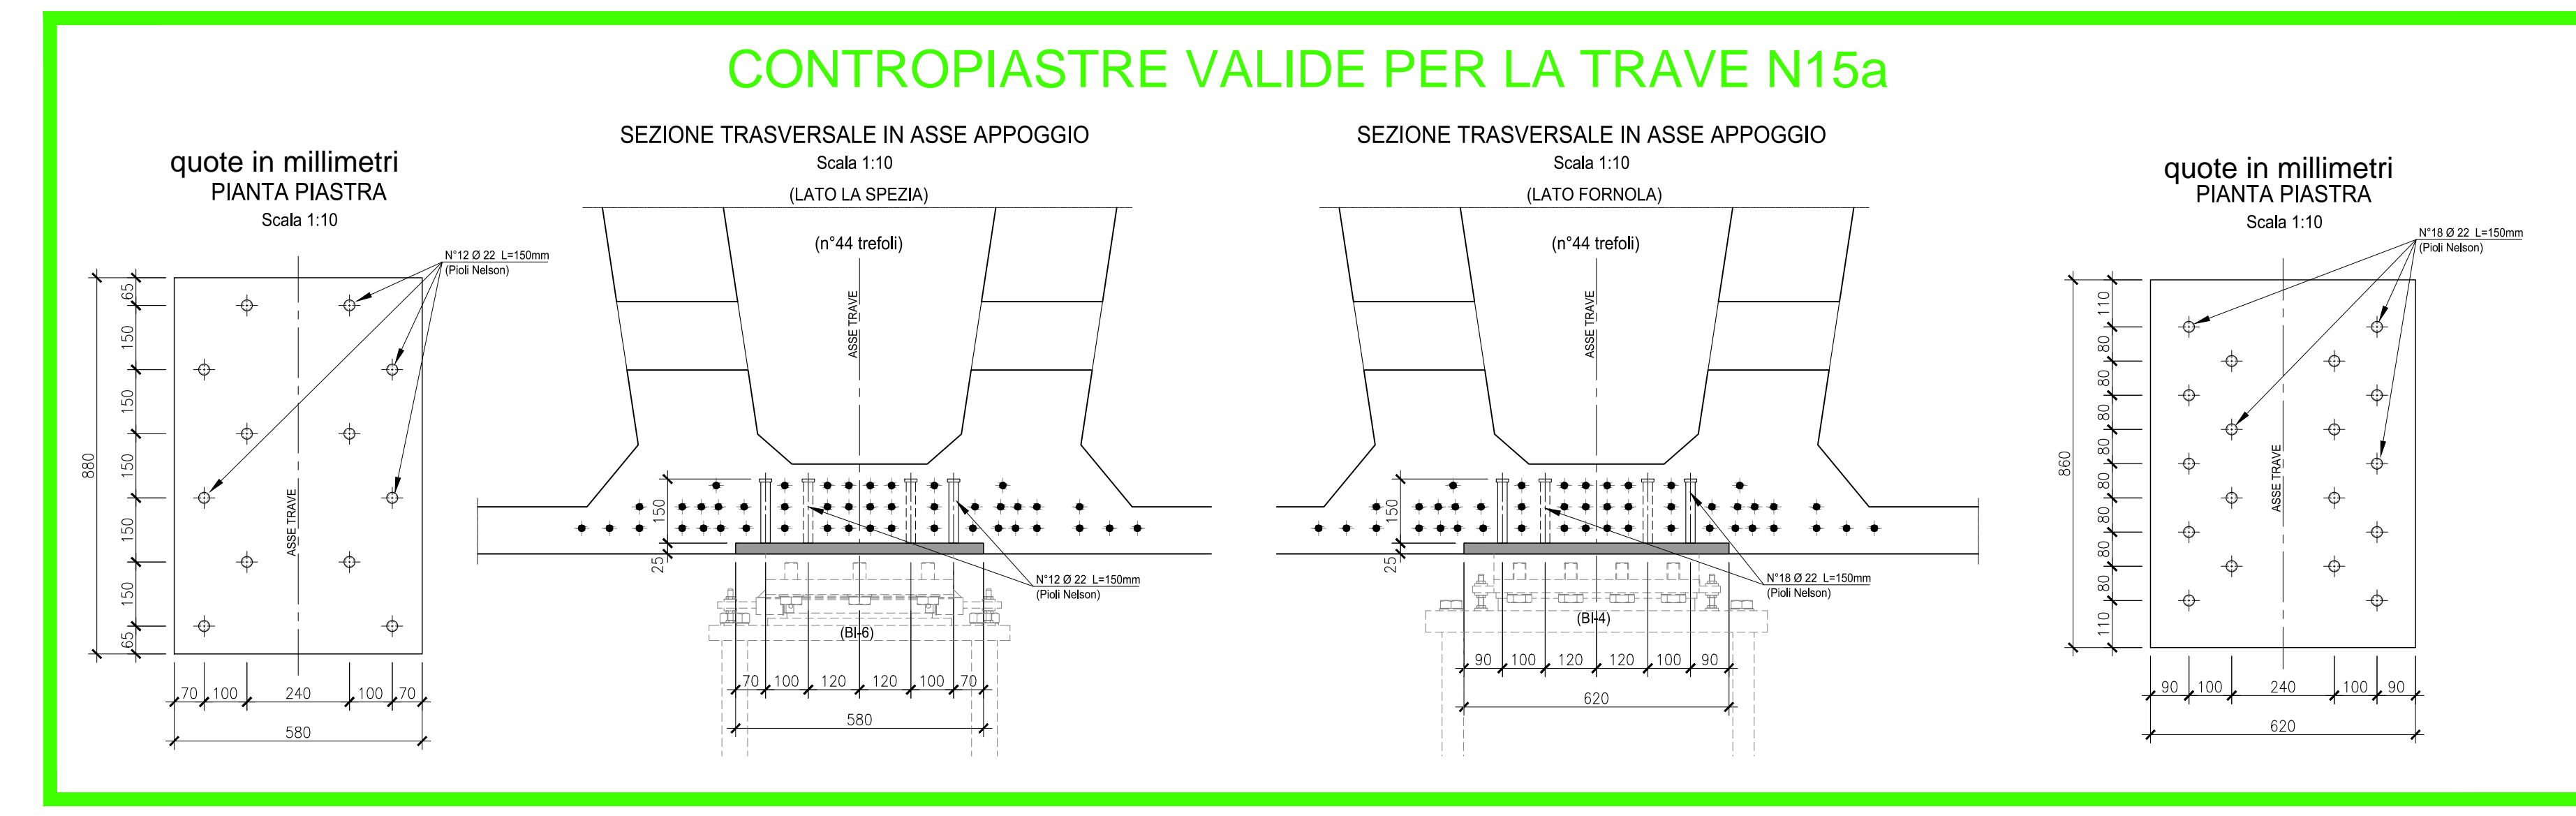 CONTROPIASTRE VALIDE PER LA TRAVE N15a
quote in millimetri
PIANTA PIASTRA
Scala 1:10
N°12 Ø 22 L=150mm
(Pioli Nelson)
65
150
150
150
150
150
65
880
ASSE TRAVE
70 100 240 100 70
580
SEZIONE TRASVERSALE IN ASSE APPOGGIO
Scala 1:10
(LATO LA SPEZIA)
(n°44 trefoli)
ASSE TRAVE
150
25
N°12 Ø 22 L=150mm
(Pioli Nelson)
(BI-6)
70 100 120 120 100 70
580
SEZIONE TRASVERSALE IN ASSE APPOGGIO
Scala 1:10
(LATO FORNOLA)
(n°44 trefoli)
ASSE TRAVE
150
25
N°18 Ø 22 L=150mm
(Pioli Nelson)
(BI-4)
90 100 120 120 100 90
620
quote in millimetri
PIANTA PIASTRA
Scala 1:10
N°18 Ø 22 L=150mm
(Pioli Nelson)
110
80
80
80
80
80
80
80
80
110
860
ASSE TRAVE
90 100 240 100 90
620